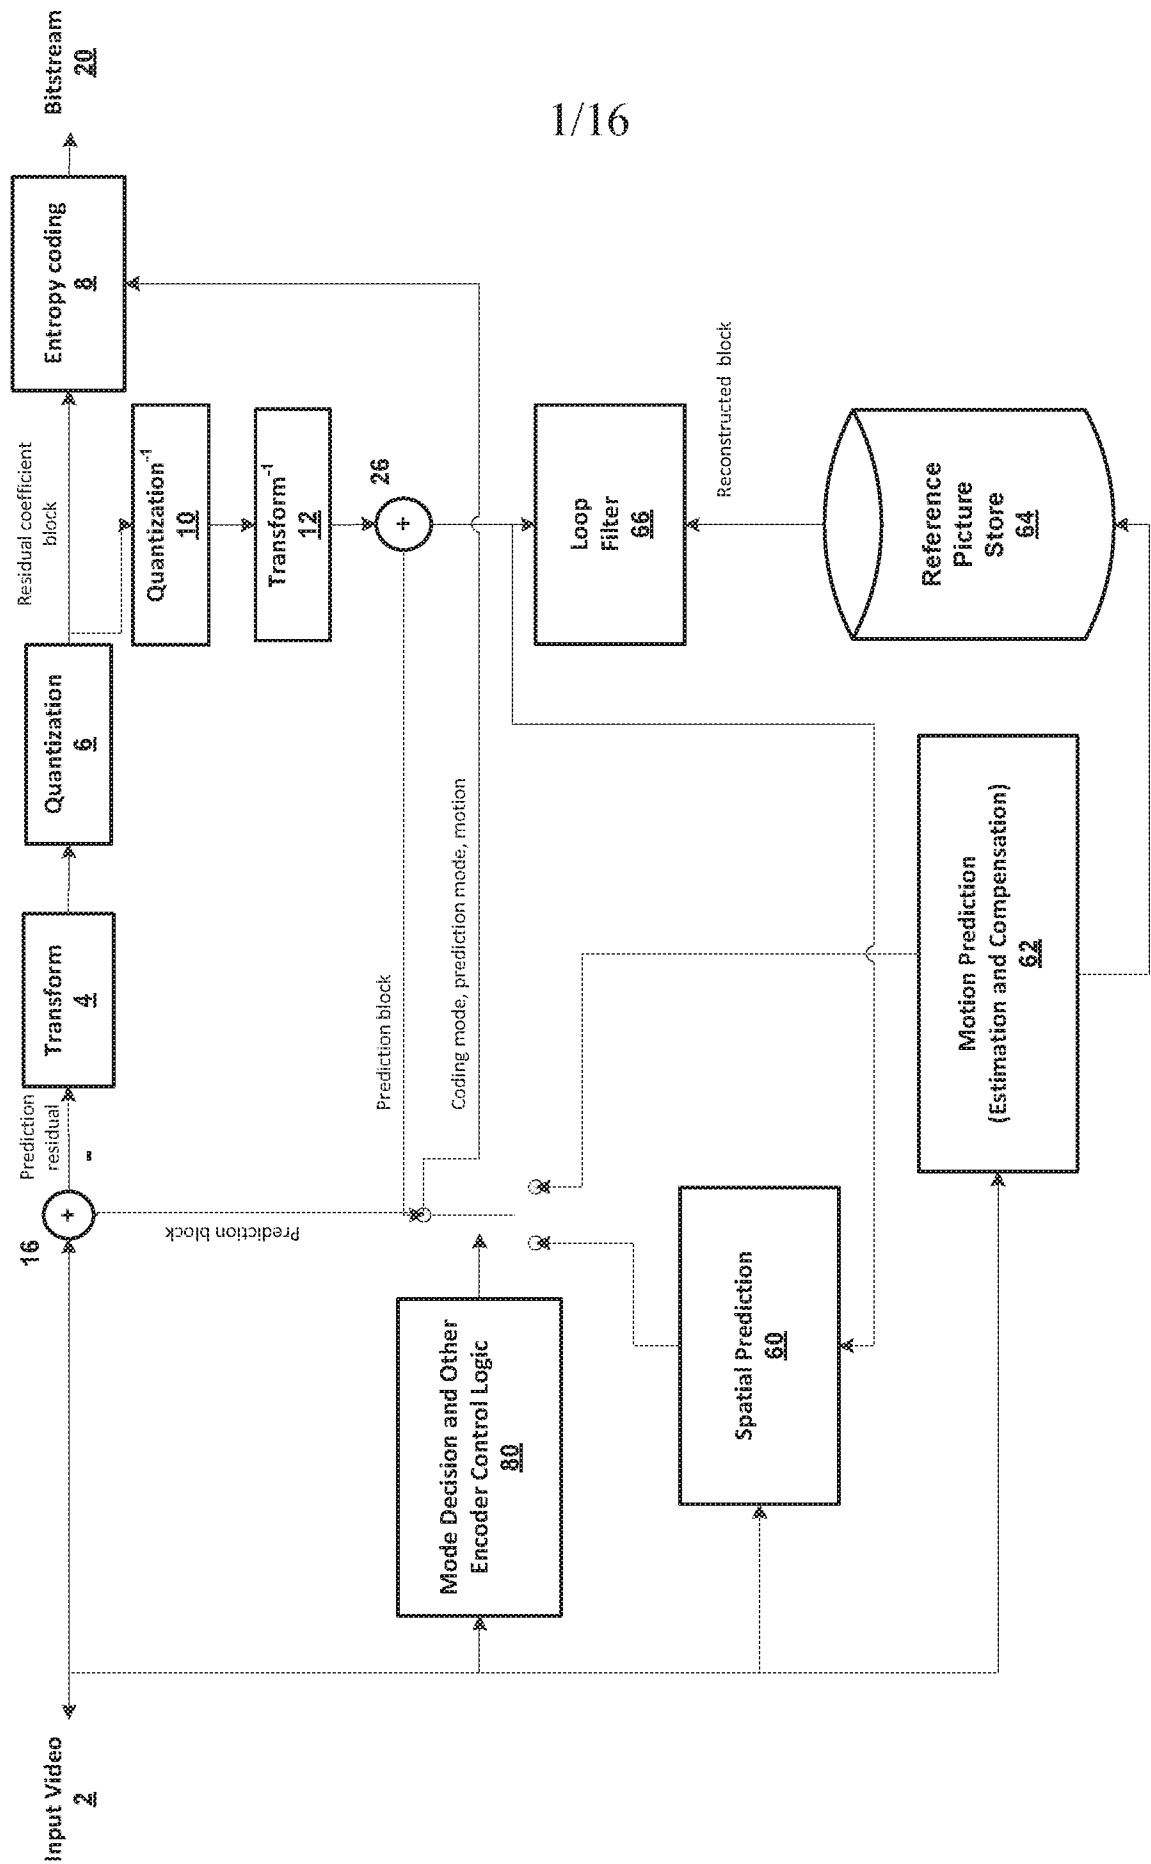 1/16
Input Video
2
16
+
Prediction
residual
-
Transform
4
Quantization
6
Residual coefficient
block
Entropy coding
8
Bitstream
20
Quantization⁻¹
10
Transform⁻¹
12
+
26
Prediction block
Prediction block
Coding mode, prediction mode, motion
Mode Decision and Other
Encoder Control Logic
80
Spatial Prediction
60
Motion Prediction
(Estimation and Compensation)
62
Loop
Filter
66
Reconstructed block
Reference
Picture
Store
64